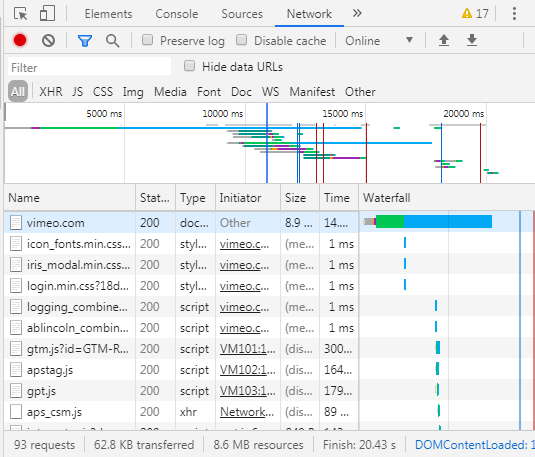 Elements Console Sources Network 17
Preserve log Disable cache Online
Filter Hide data URLs
All XHR JS CSS Img Media Font Doc WS Manifest Other
5000 ms 10000 ms 15000 ms 20000 ms
Name Stat... Type Initiator Size Time Waterfall
vimeo.com 200 doc... Other 8.9 ... 14....
icon_fonts.min.css... 200 styl... vimeo.c... (me... 1 ms
iris_modal.min.css... 200 styl... vimeo.c... (me... 1 ms
login.min.css?18d... 200 styl... vimeo.c... (me... 1 ms
logging_combine... 200 script vimeo.c... (me... 1 ms
ablincoln_combin... 200 script vimeo.c... (me... 1 ms
gtm.js?id=GTM-R... 200 script VM101:1... (dis... 300...
apstag.js 200 script VM102:1... (dis... 164...
gpt.js 200 script VM103:1... (dis... 179...
aps_csm.js 200 xhr Network... (dis... 89 ...
93 requests 62.8 KB transferred 8.6 MB resources Finish: 20.43 s DOMContentLoaded: 1